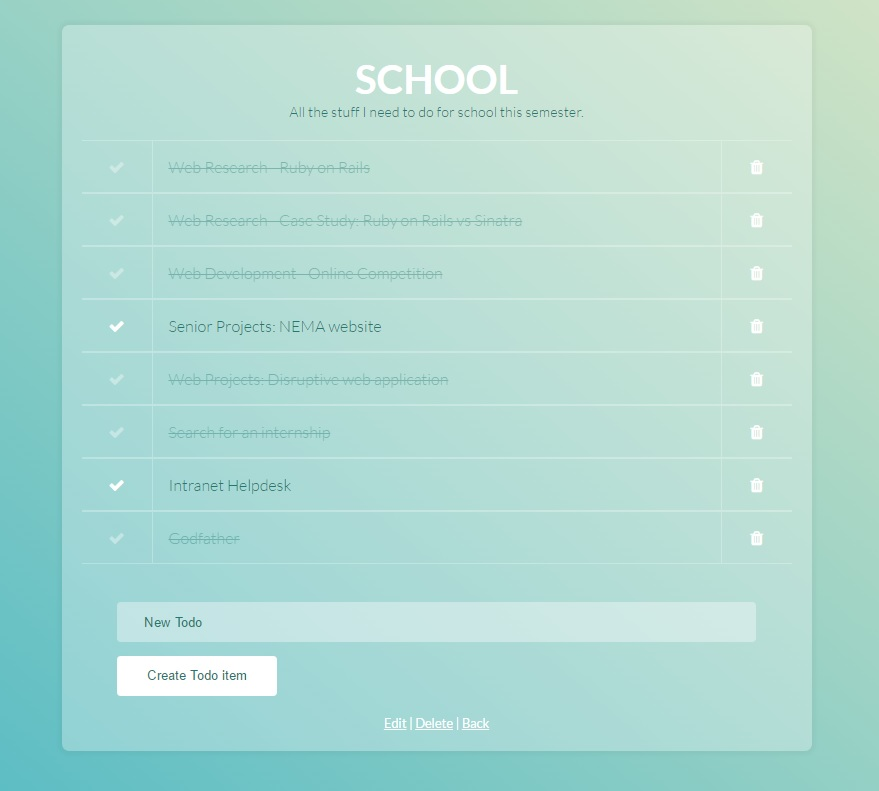 SCHOOL
All the stuff I need to do for school this semester.
Web Research - Ruby on Rails
Web Research - Case Study: Ruby on Rails vs Sinatra
Web Development - Online Competition
Senior Projects: NEMA website
Web Projects: Disruptive web application
Search for an internship
Intranet Helpdesk
Godfather
New Todo
Create Todo item
Edit | Delete | Back